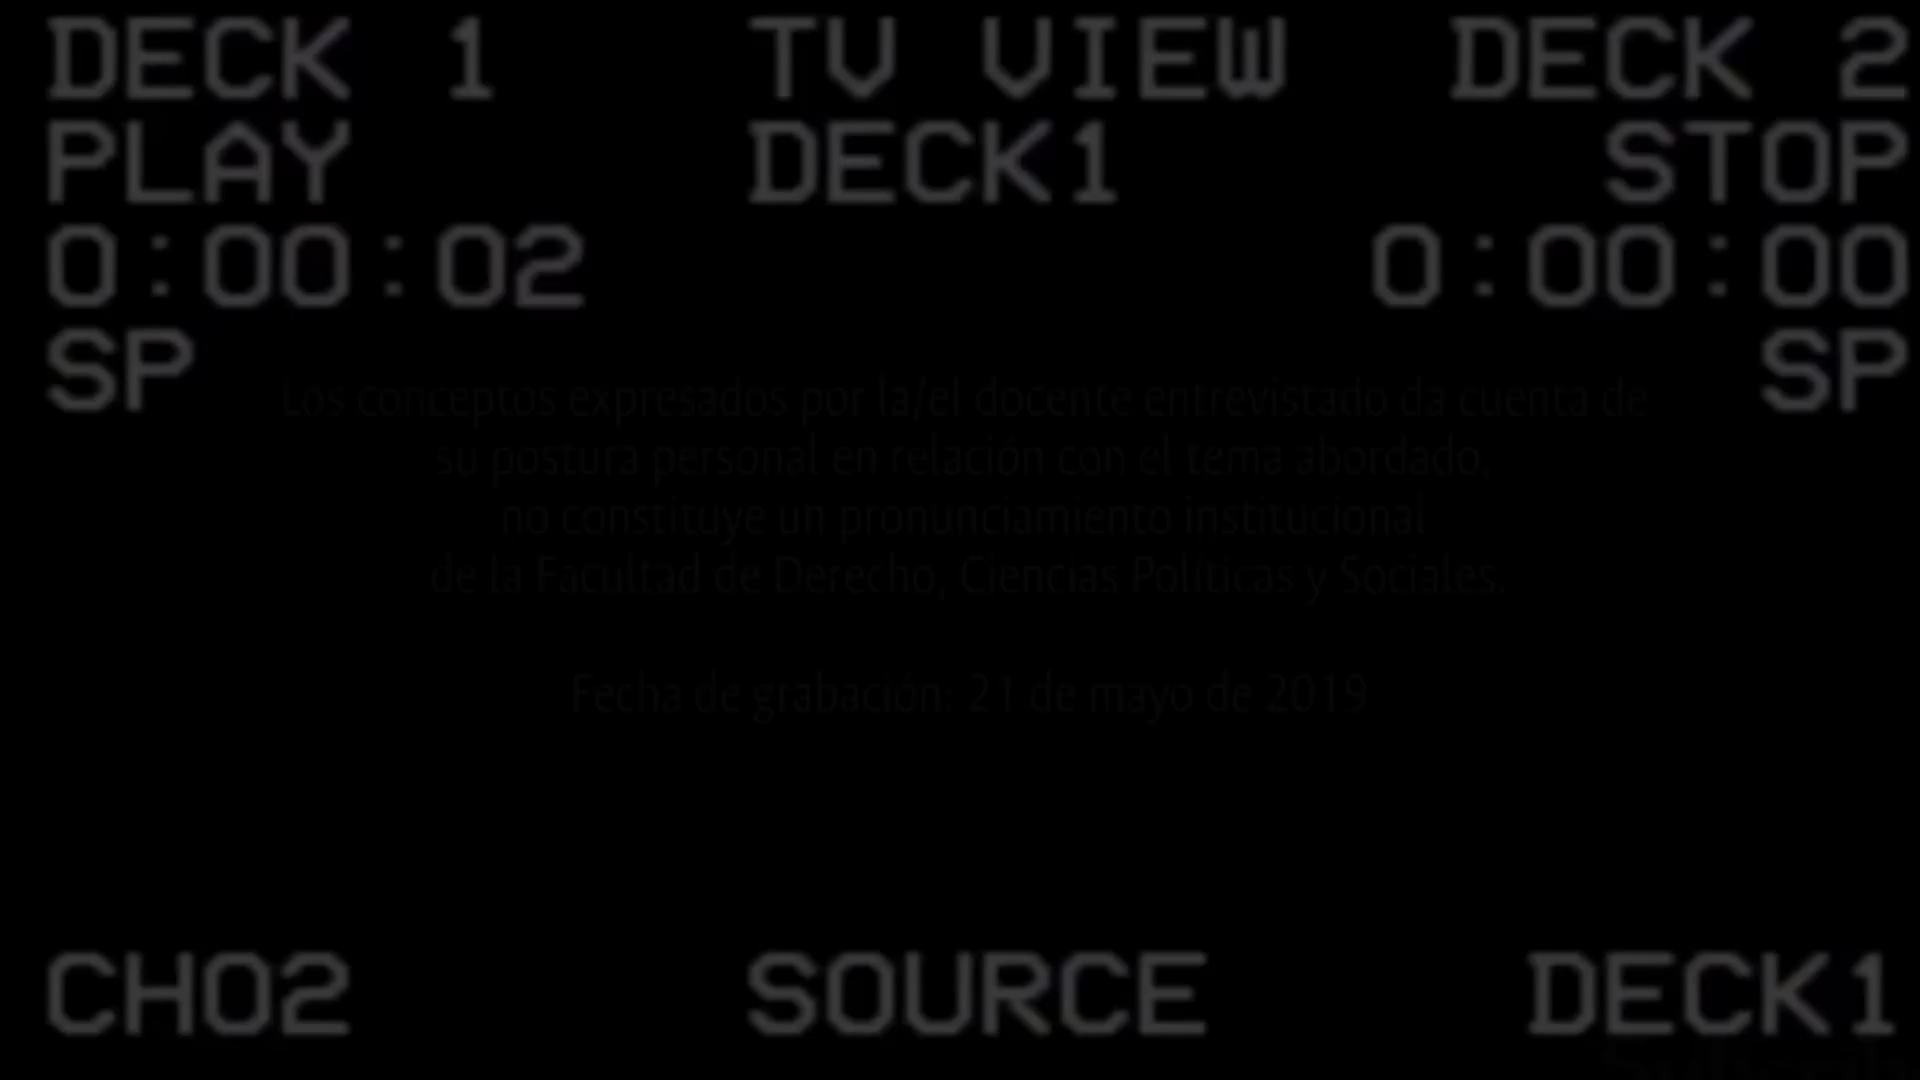 DECK 1 TV VIEW DECK 2
PLAY DECK1 STOP
0:00:02 0:00:00
SP SP
Los conceptos expresados por la/el docente entrevistado da cuenta de
su postura personal en relación con el tema abordado,
no constituye un pronunciamiento institucional
de la Facultad de Derecho, Ciencias Políticas y Sociales.
Fecha de grabación: 21 de mayo de 2019
CH02 SOURCE DECK1